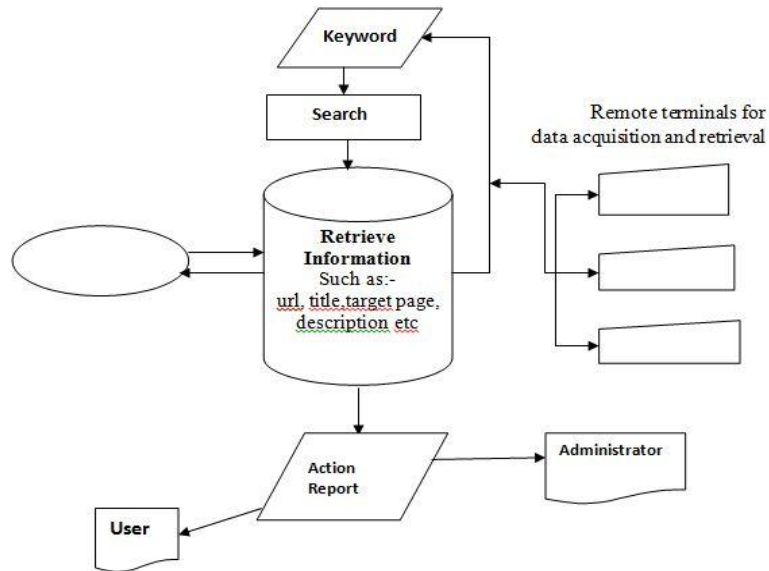 Keyword
Search
Remote terminals for
data acquisition and retrieval
Retrieve
Information
Such as:-
url, title,target page,
description etc
Action
Report
Administrator
User